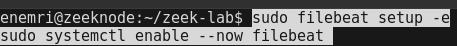 enemri@zeeknode:~/zeek-lab$ sudo filebeat setup -e
sudo systemctl enable --now filebeat